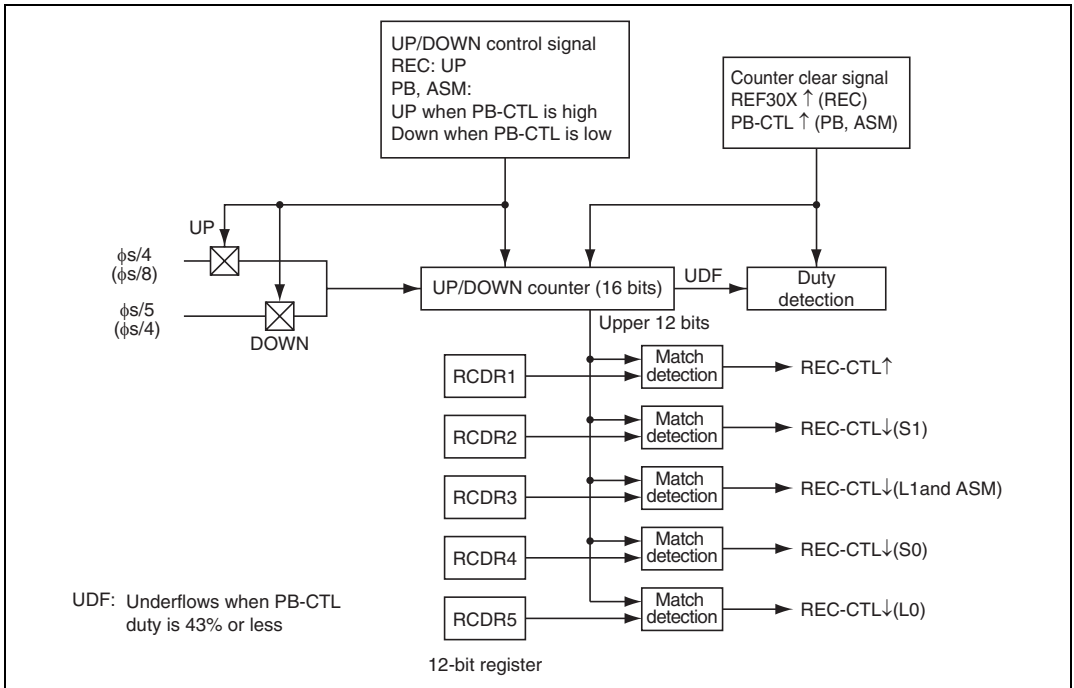 UP/DOWN control signal
REC: UP
PB, ASM:
UP when PB-CTL is high
Down when PB-CTL is low
Counter clear signal
REF30X ↑ (REC)
PB-CTL ↑ (PB, ASM)
UP
ϕs/4
(ϕs/8)
ϕs/5
(ϕs/4)
DOWN
UP/DOWN counter (16 bits)
UDF
Duty
detection
Upper 12 bits
RCDR1
Match
detection
REC-CTL↑
RCDR2
Match
detection
REC-CTL↓(S1)
RCDR3
Match
detection
REC-CTL↓(L1and ASM)
RCDR4
Match
detection
REC-CTL↓(S0)
RCDR5
Match
detection
REC-CTL↓(L0)
UDF: Underflows when PB-CTL
duty is 43% or less
12-bit register